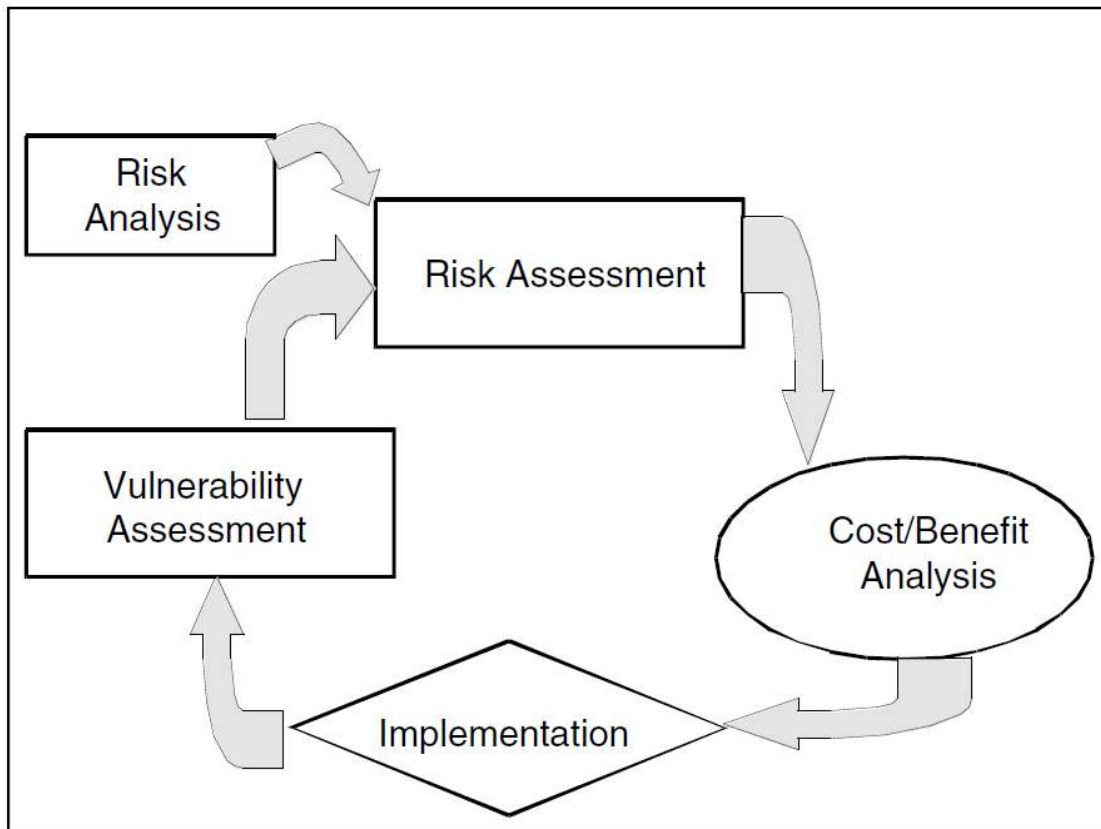 Risk
Analysis
Risk Assessment
Vulnerability
Assessment
Cost/Benefit
Analysis
Implementation